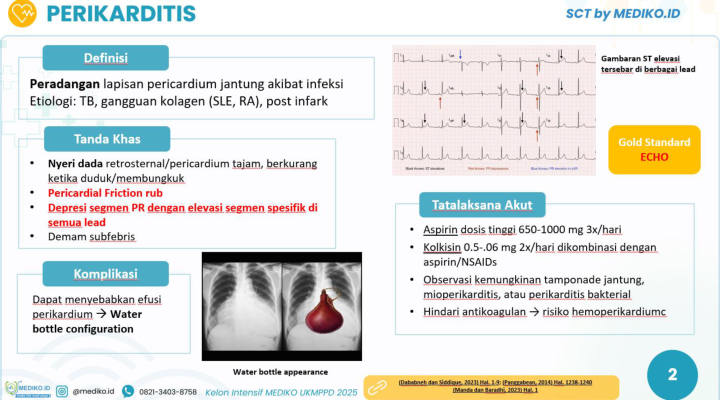 PERIKARDITIS
SCT by MEDIKO.ID
Definisi
Peradangan lapisan pericardium jantung akibat infeksi
Etiologi: TB, gangguan kolagen (SLE, RA), post infark
Tanda Khas
• Nyeri dada retrosternal/pericardium tajam, berkurang
ketika duduk/membungkuk
• Pericardial Friction rub
• Depresi segmen PR dengan elevasi segmen spesifik di
semua lead
• Demam subfebris
Komplikasi
Dapat menyebabkan efusi
perikardium → Water
bottle configuration
Water bottle appearance
Gambaran ST elevasi
tersebar di berbagai lead
Gold Standard
ECHO
Tatalaksana Akut
• Aspirin dosis tinggi 650-1000 mg 3x/hari
• Kolkisin 0.5-.06 mg 2x/hari dikombinasi dengan
aspirin/NSAIDs
• Observasi kemungkinan tamponade jantung,
mioperikarditis, atau perikarditis bakterial
• Hindari antikoagulan → risiko hemoperikardiumc
2
MEDIKO.ID
@mediko.id
0821-3403-8758
Kelon Intensif MEDIKO UKMPPD 2025
(Dababneh dan Siddique, 2023) Hal. 1-9; (Panggabean, 2014) Hal. 1238-1240
(Manda dan Baradhi, 2023) Hal. 1